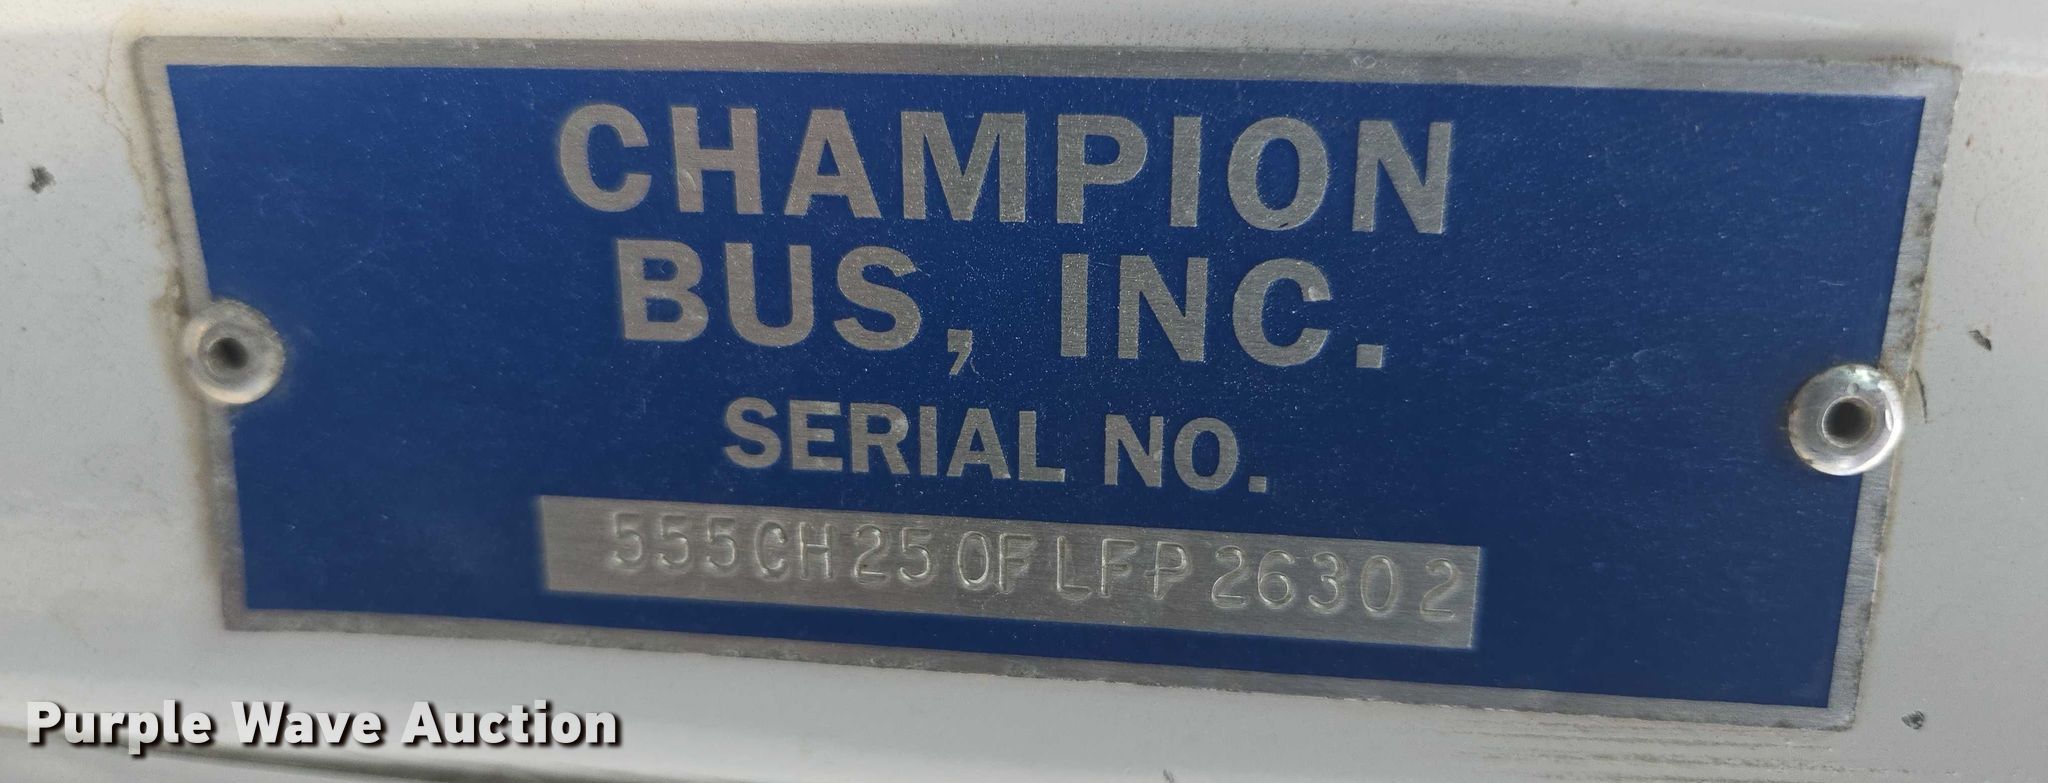 CHAMPION
BUS, INC.
SERIAL NO.
555CH250FLFP26302
Purple Wave Auction